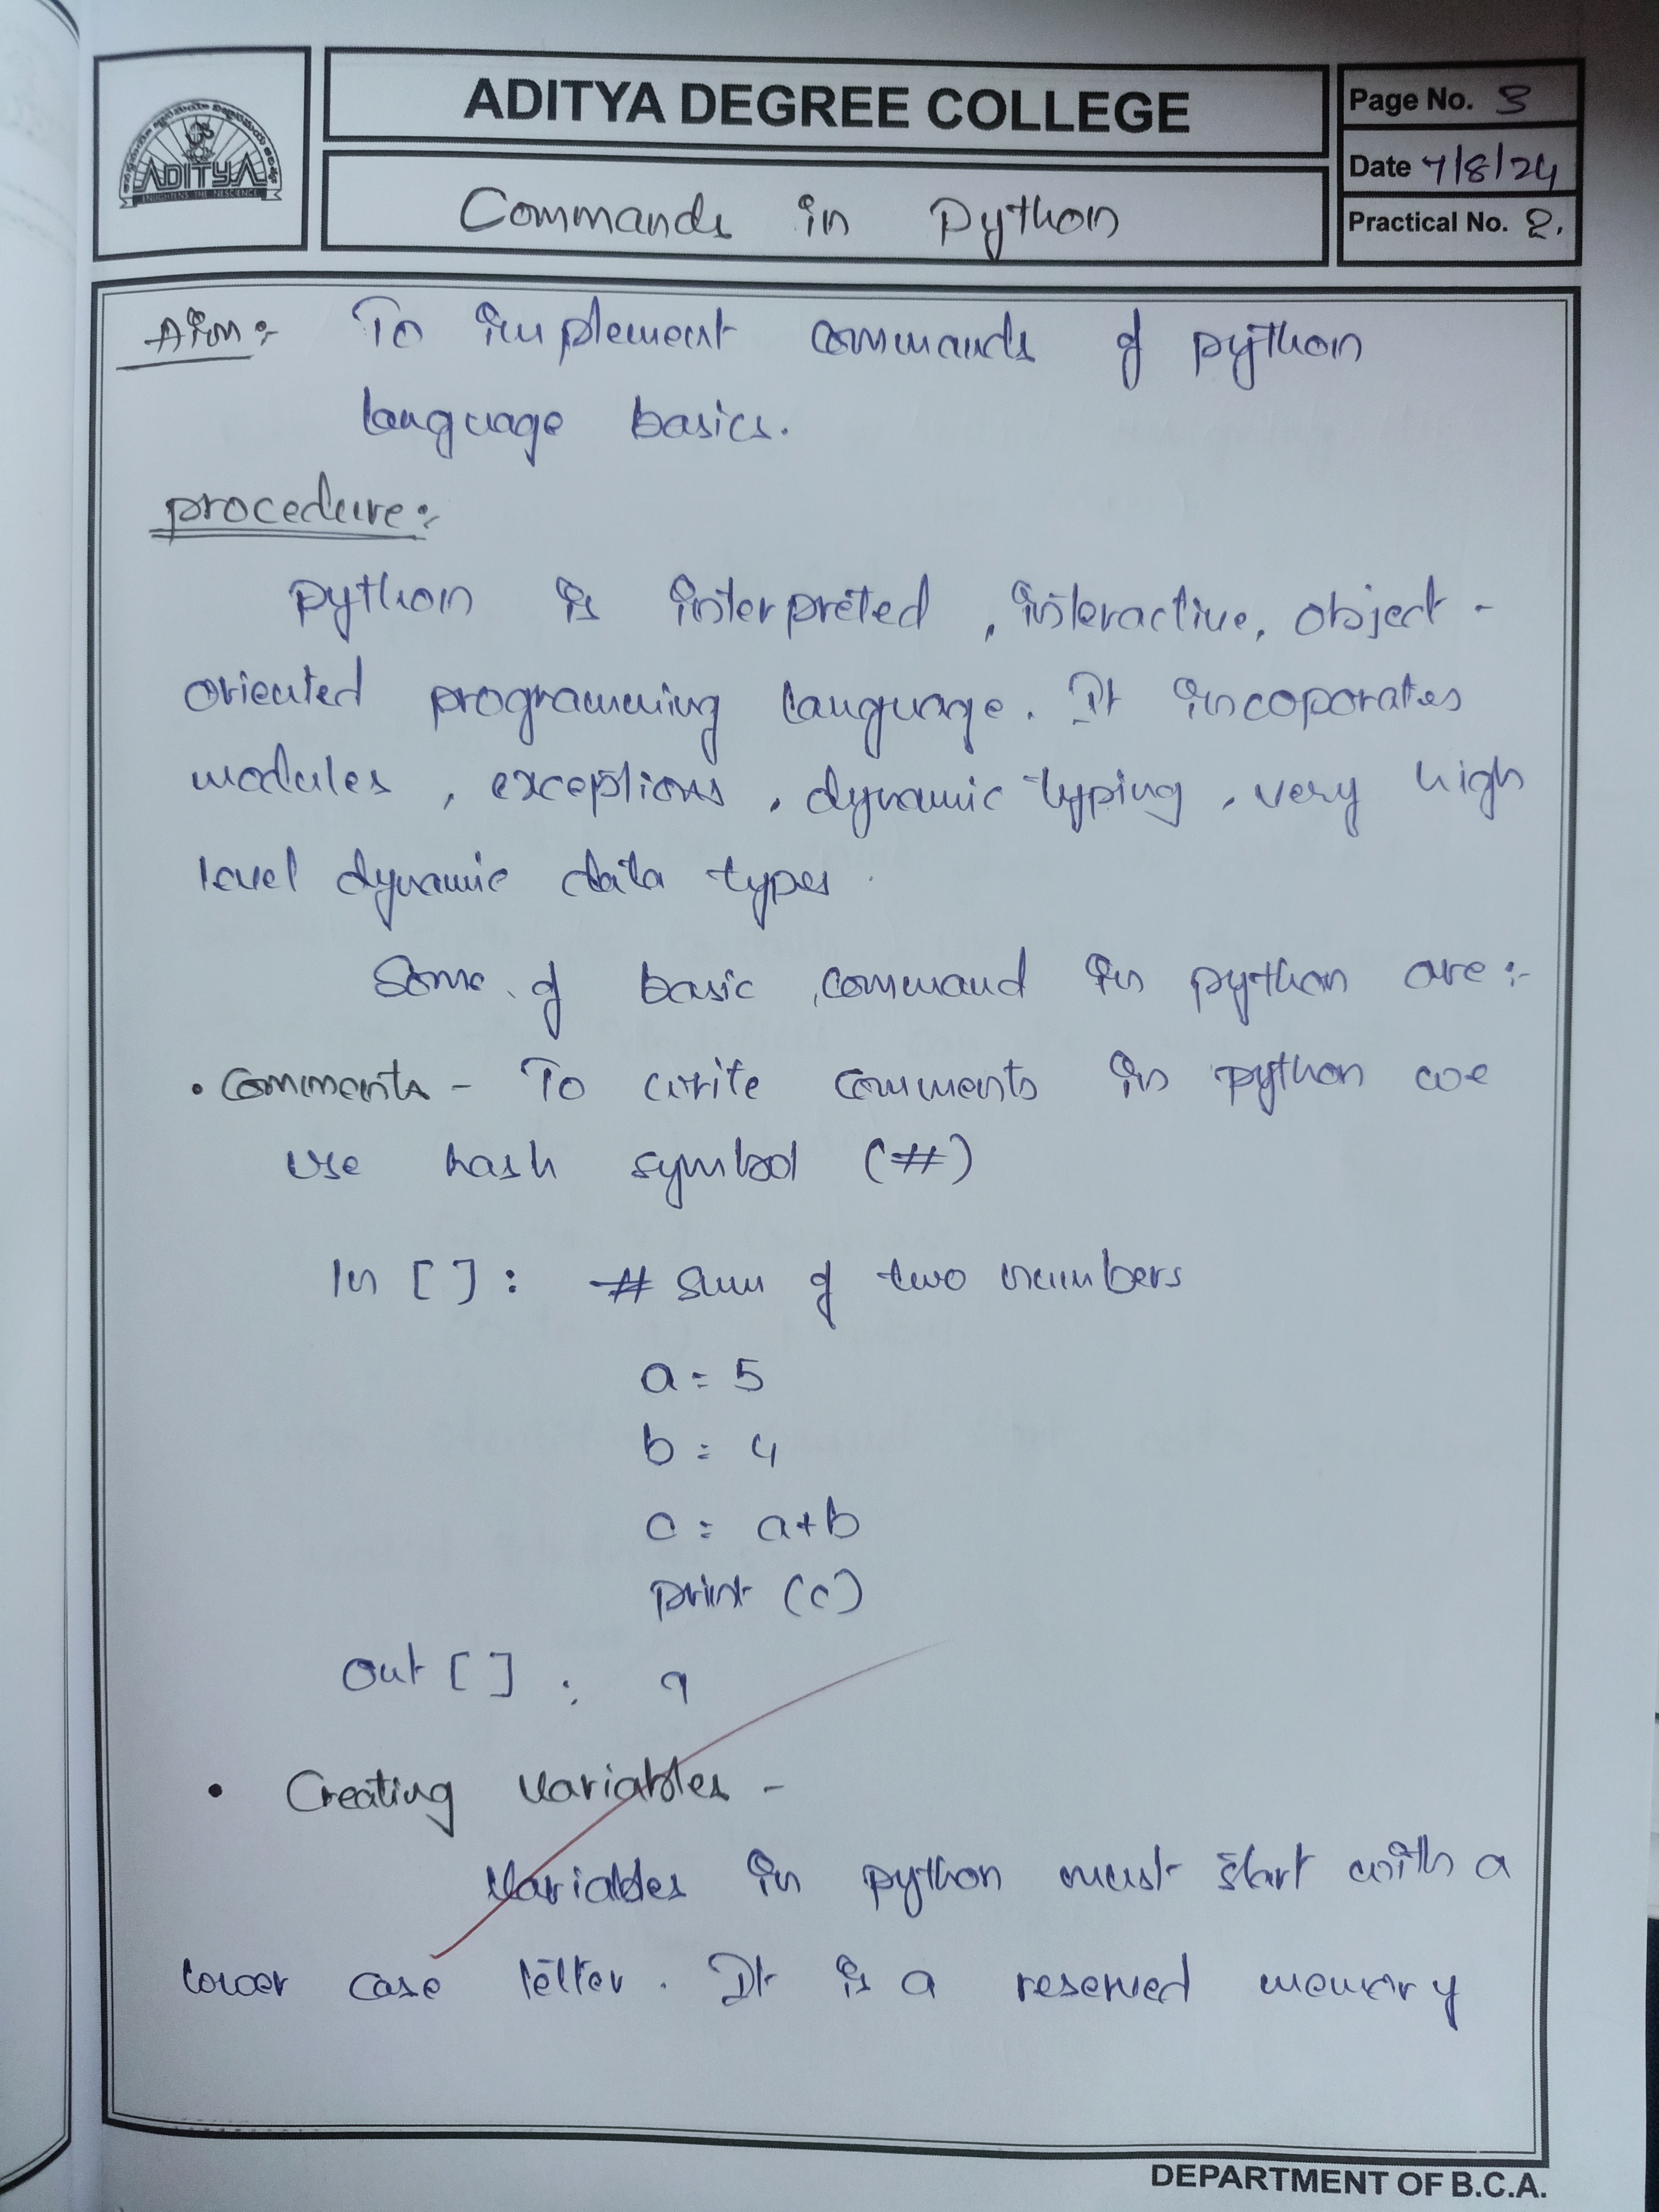 ADITYA DEGREE COLLEGE
Page No. 3
Date 7/8/24
Practical No. 2.
ADITYA
Commands in Python
Aim:- To implement commands of python
language basics.
procedure:-
python is interpreted, interactive, object-
oriented programming language. It incoporates
modules, exceptions, dynamic typing, very high
level dynamic data types.
Some of basic command in python are:-
• Comments - To write comments in python we
use hash symbol (#)
In [ ] : # sum of two numbers
a = 5
b = 4
c = a+b
print (c)
Out [ ] : 9
• Creating variables -
Variables in python must start with a
lower case letter. It is a reserved memory
DEPARTMENT OF B.C.A.